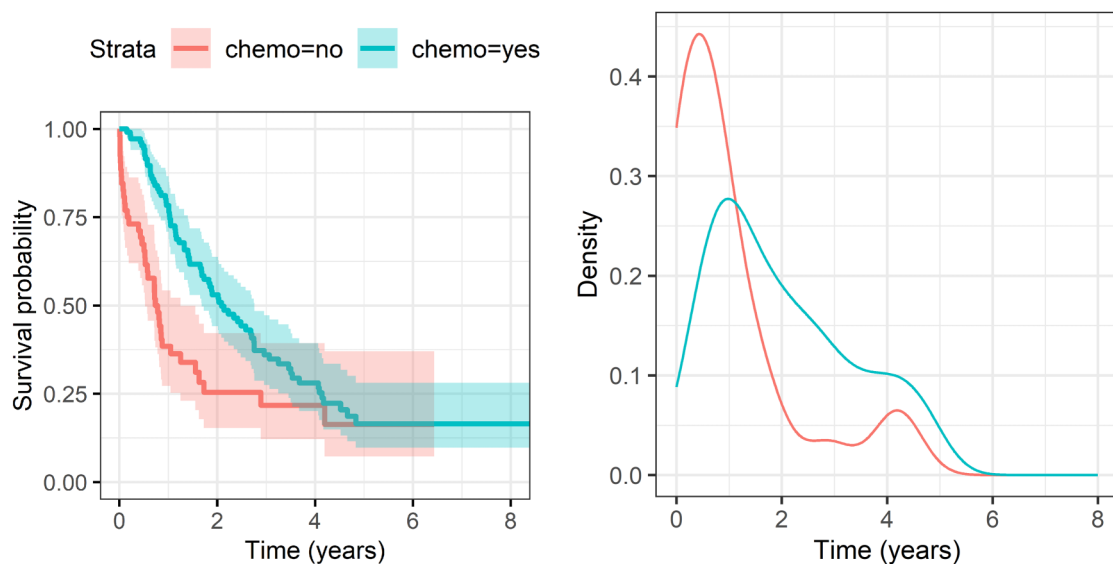 Strata chemo=no chemo=yes
Survival probability
1.00
0.75
0.50
0.25
0.00
0 2 4 6 8
Time (years)
Density
0.4
0.3
0.2
0.1
0.0
0 2 4 6 8
Time (years)